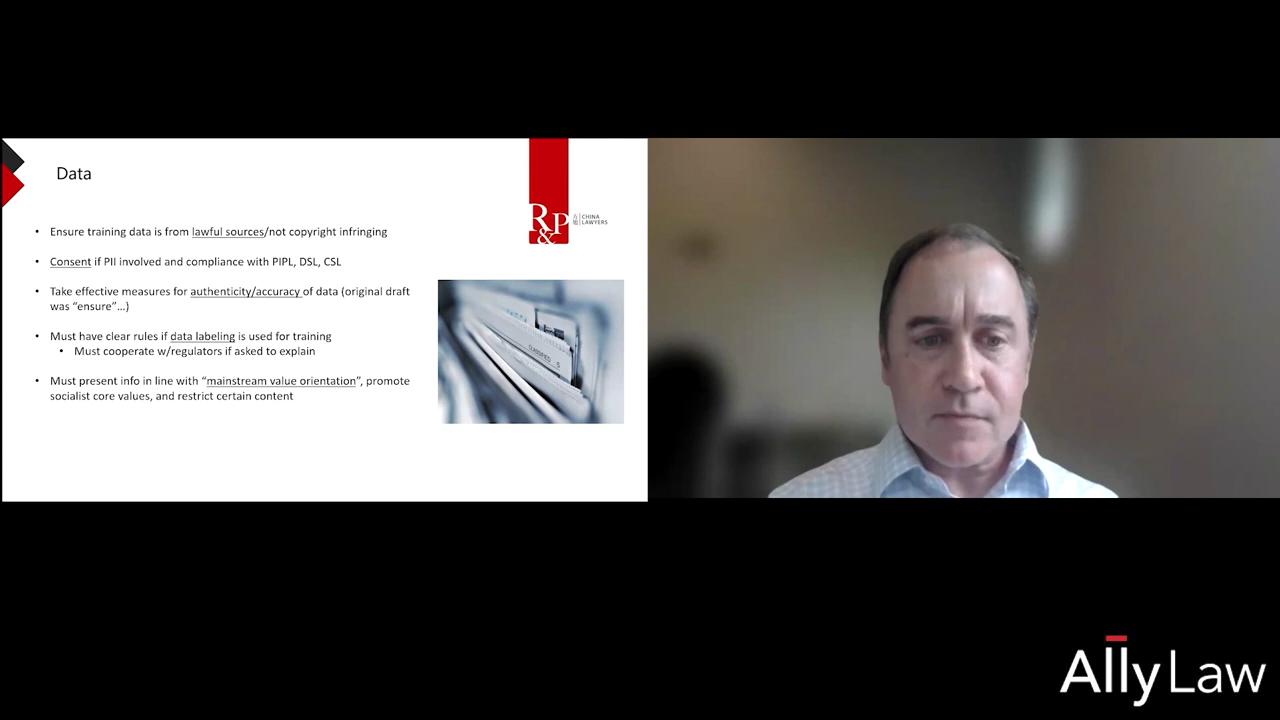 Data
R&P
CHINA
LAWYERS
• Ensure training data is from lawful sources/not copyright infringing
• Consent if PII involved and compliance with PIPL, DSL, CSL
• Take effective measures for authenticity/accuracy of data (original draft
was “ensure”…)
• Must have clear rules if data labeling is used for training
• Must cooperate w/regulators if asked to explain
• Must present info in line with “mainstream value orientation”, promote
socialist core values, and restrict certain content
CLASSIFIED
Ally Law